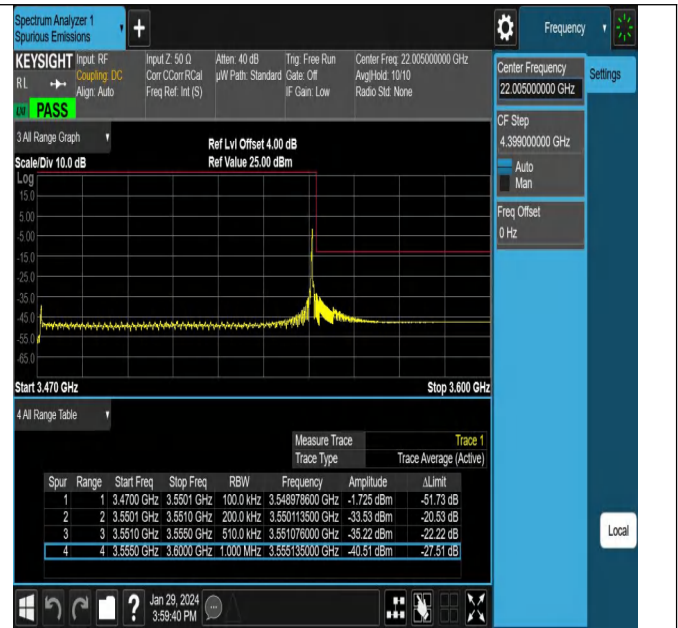 Spectrum Analyzer 1
Spurious Emissions
Frequency
KEYSIGHT Input: RF Input Z: 50 Ω Atten: 40 dB Trig: Free Run Center Freq: 22.005000000 GHz
RL Coupling: DC Corr CCorr RCal µW Path: Standard Gate: Off Avg|Hold: 10/10
Align: Auto Freq Ref: Int (S) IF Gain: Low Radio Std: None
PASS
Center Frequency
22.005000000 GHz
Settings
CF Step
4.399000000 GHz
Auto
Man
Freq Offset
0 Hz
Local
3 All Range Graph
Ref Lvl Offset 4.00 dB
Scale/Div 10.0 dB Ref Value 25.00 dBm
Log
15.0
5.00
-5.00
-15.0
-25.0
-35.0
-45.0
-55.0
-65.0
Start 3.470 GHz Stop 3.600 GHz
4 All Range Table
Measure Trace Trace 1
Trace Type Trace Average (Active)
Spur Range Start Freq Stop Freq RBW Frequency Amplitude ΔLimit
1 1 3.4700 GHz 3.5501 GHz 100.0 kHz 3.548978600 GHz -1.725 dBm -51.73 dB
2 2 3.5501 GHz 3.5510 GHz 200.0 kHz 3.550113500 GHz -33.53 dBm -20.53 dB
3 3 3.5510 GHz 3.5550 GHz 510.0 kHz 3.551076000 GHz -35.22 dBm -22.22 dB
4 4 3.5550 GHz 3.6000 GHz 1.000 MHz 3.555135000 GHz -40.51 dBm -27.51 dB
Jan 29, 2024
3:59:40 PM